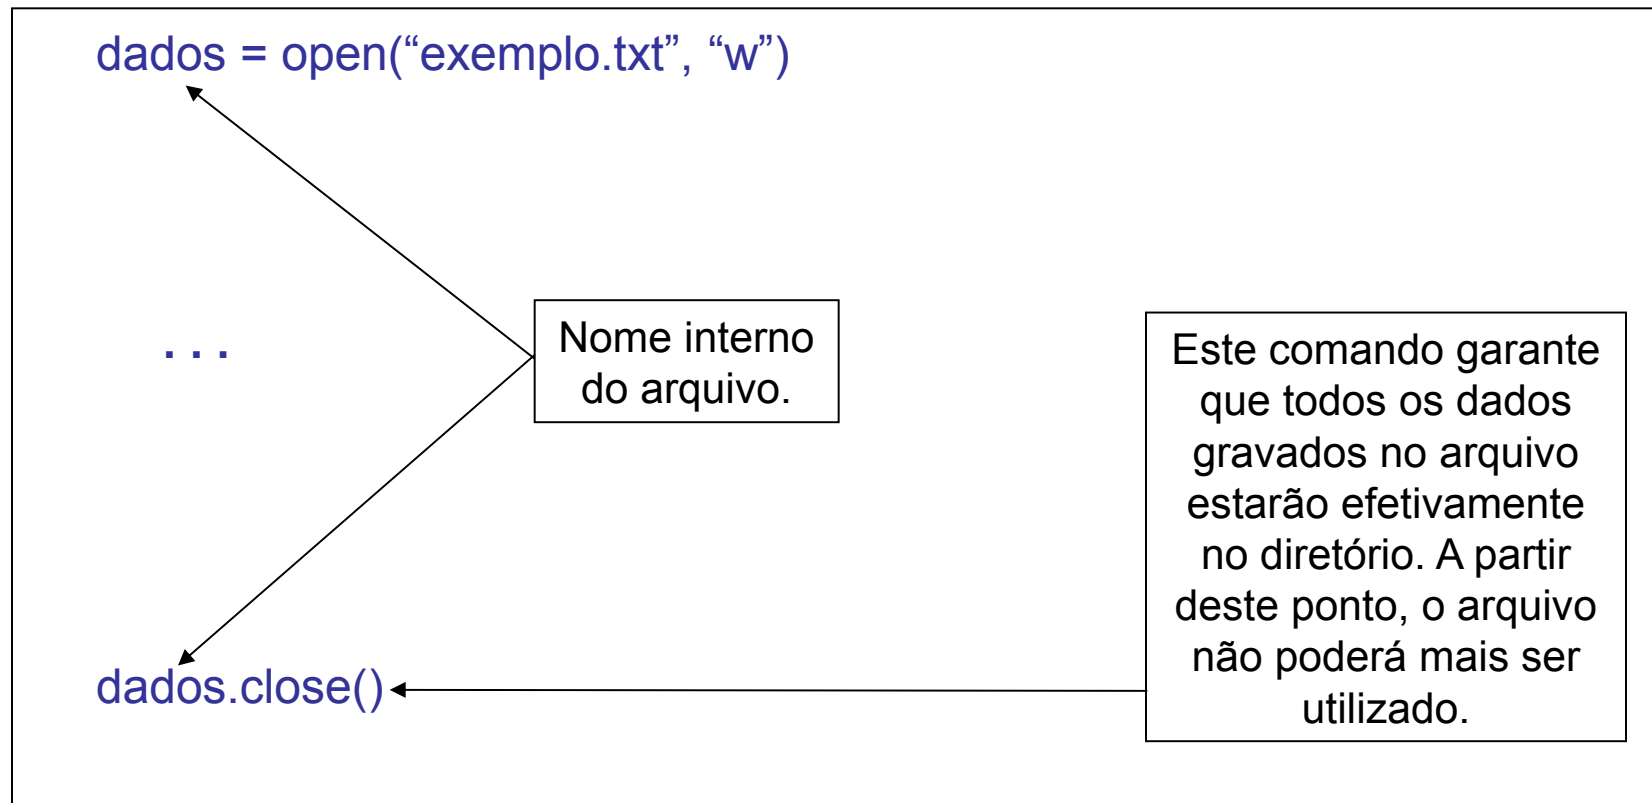 dados = open(“exemplo.txt”, “w”)
. . .
Nome interno
do arquivo.
Este comando garante
que todos os dados
gravados no arquivo
estarão efetivamente
no diretório. A partir
deste ponto, o arquivo
não poderá mais ser
utilizado.
dados.close()